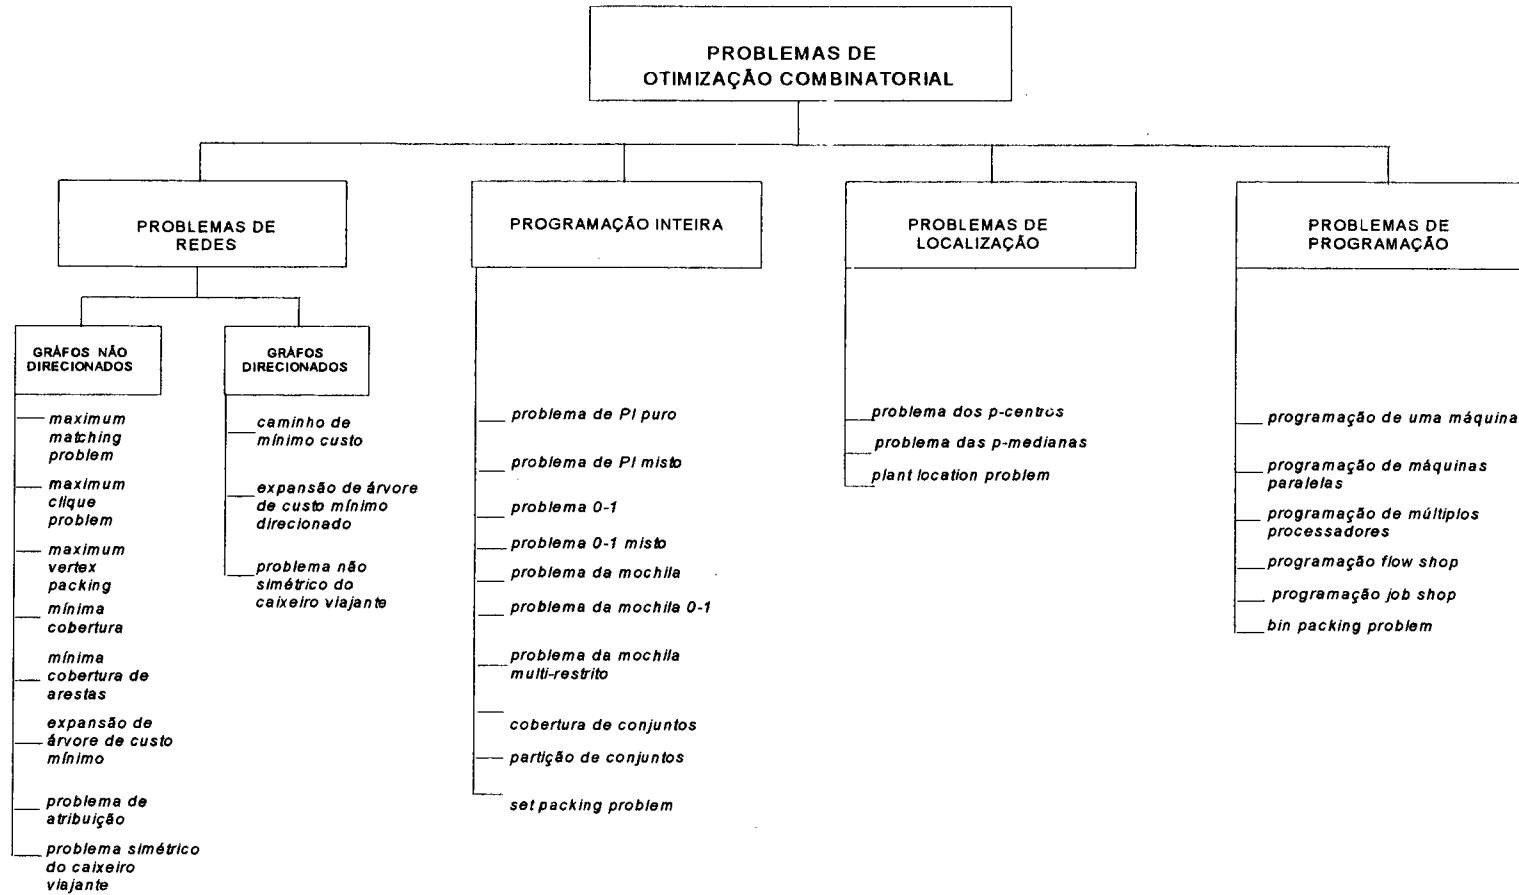 PROBLEMAS DE
OTIMIZAÇÃO COMBINATORIAL
PROBLEMAS DE
REDES
GRÁFOS NÃO
DIRECIONADOS
maximum
matching
problem
maximum
clique
problem
maximum
vertex
packing
mínima
cobertura
mínima
cobertura de
arestas
expansão de
árvore de custo
mínimo
problema de
atribuição
problema simétrico
do caixeiro
viajante
GRÁFOS
DIRECIONADOS
caminho de
mínimo custo
expansão de árvore
de custo mínimo
direcionado
problema não
simétrico do
caixeiro viajante
PROGRAMAÇÃO INTEIRA
problema de PI puro
problema de PI misto
problema 0-1
problema 0-1 misto
problema da mochila
problema da mochila 0-1
problema da mochila
multi-restrito
cobertura de conjuntos
partição de conjuntos
set packing problem
PROBLEMAS DE
LOCALIZAÇÃO
problema dos p-centros
problema das p-medianas
plant location problem
PROBLEMAS DE
PROGRAMAÇÃO
programação de uma máquina
programação de máquinas
paralelas
programação de múltiplos
processadores
programação flow shop
programação job shop
bin packing problem